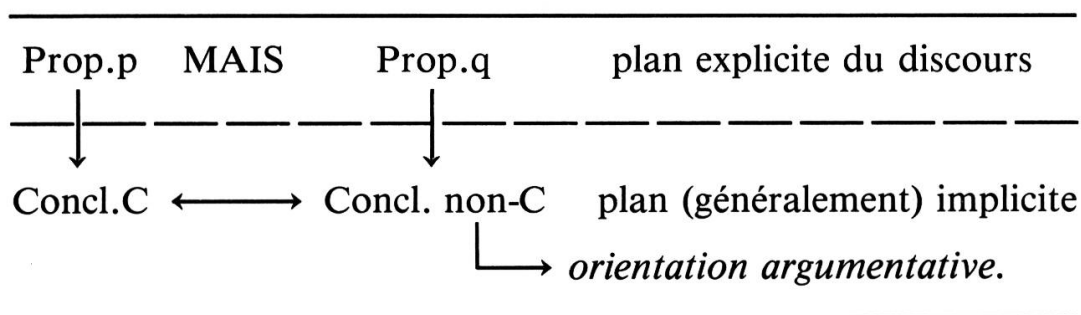 Prop.p MAIS Prop.q plan explicite du discours
Concl.C Concl. non-C plan (généralement) implicite
orientation argumentative.